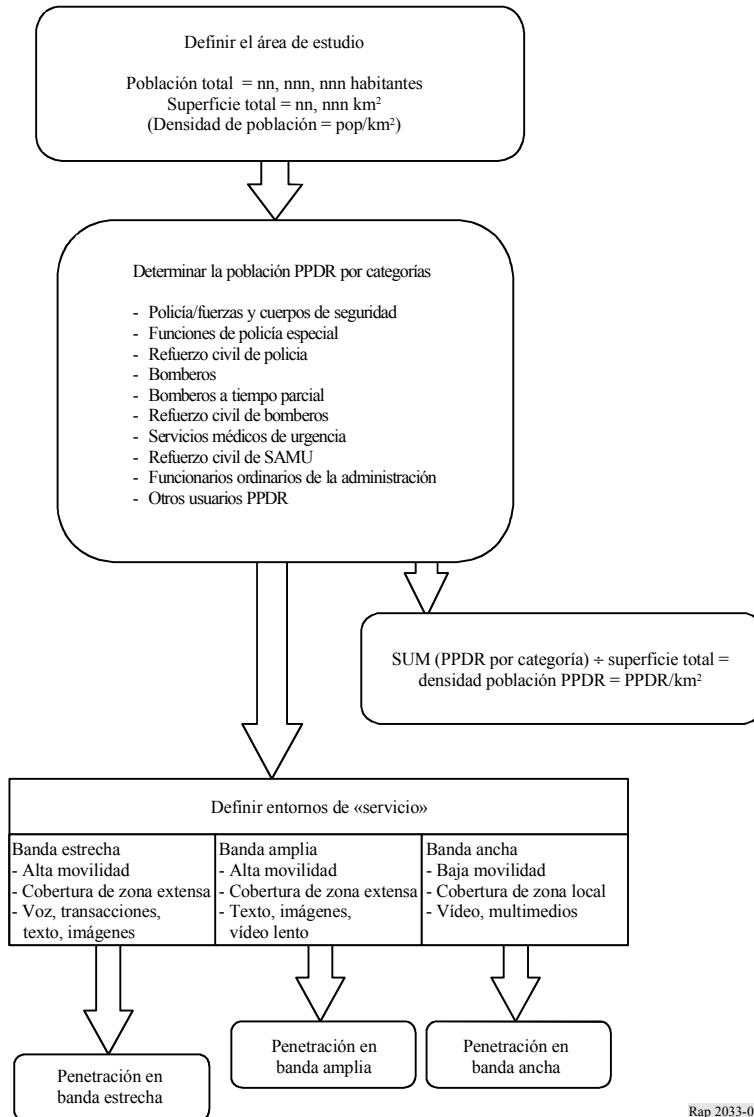 Definir el área de estudio
Población total = nn, nnn, nnn habitantes
Superficie total = nn, nnn km²
(Densidad de población = pop/km²)
Determinar la población PPDR por categorías
- Policía/fuerzas y cuerpos de seguridad
- Funciones de policía especial
- Refuerzo civil de policia
- Bomberos
- Bomberos a tiempo parcial
- Refuerzo civil de bomberos
- Servicios médicos de urgencia
- Refuerzo civil de SAMU
- Funcionarios ordinarios de la administración
- Otros usuarios PPDR
SUM (PPDR por categoría) ÷ superficie total =
densidad población PPDR = PPDR/km²
Definir entornos de «servicio»
Banda estrecha
- Alta movilidad
- Cobertura de zona extensa
- Voz, transacciones,
texto, imágenes
Banda amplia
- Alta movilidad
- Cobertura de zona extensa
- Texto, imágenes,
vídeo lento
Banda ancha
- Baja movilidad
- Cobertura de zona local
- Vídeo, multimedios
Penetración en
banda estrecha
Penetración en
banda amplia
Penetración en
banda ancha
Rap 2033-0